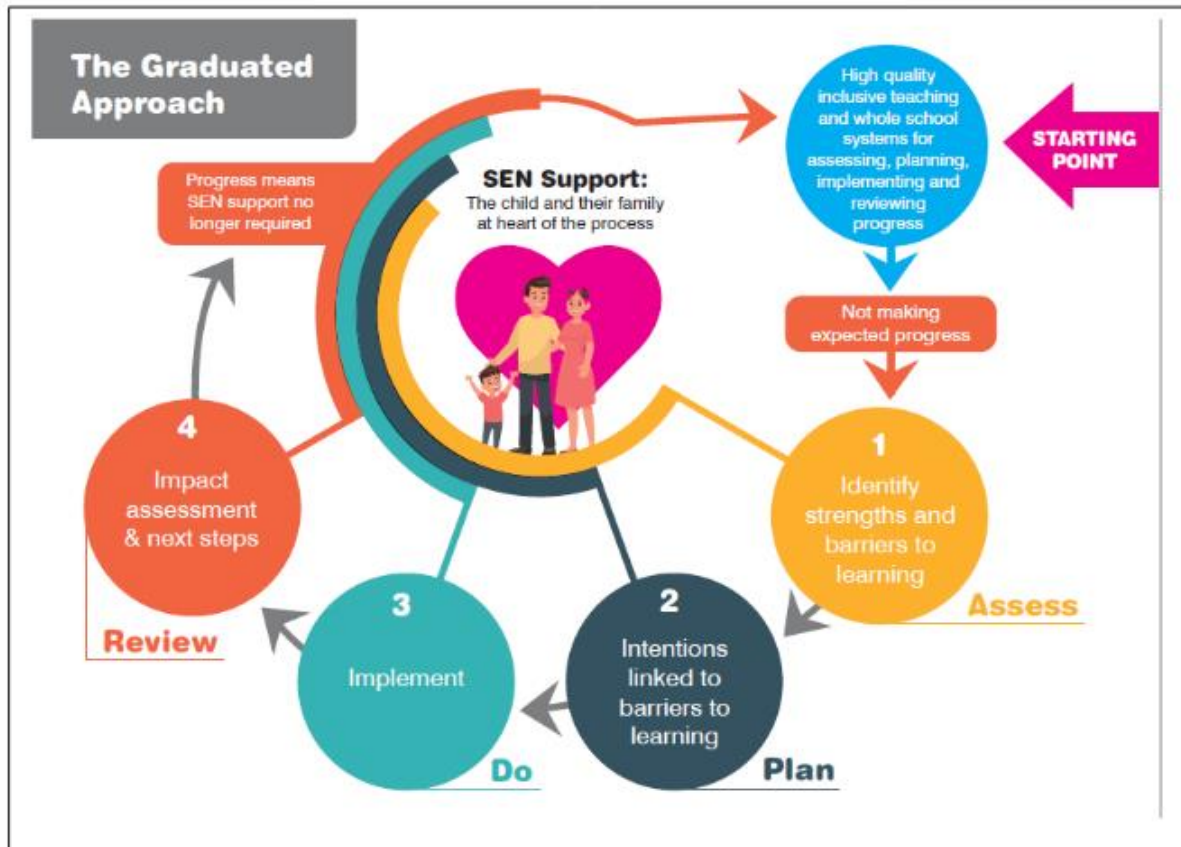 The Graduated
Approach
High quality
inclusive teaching
and whole school
systems for
assessing, planning,
implementing and
reviewing
progress
STARTING
POINT
Progress means
SEN support no
longer required
SEN Support:
The child and their family
at heart of the process
Not making
expected progress
1
Identify
strengths and
barriers to
learning
Assess
2
Intentions
linked to
barriers to
learning
Plan
3
Implement
Do
4
Impact
assessment
& next steps
Review